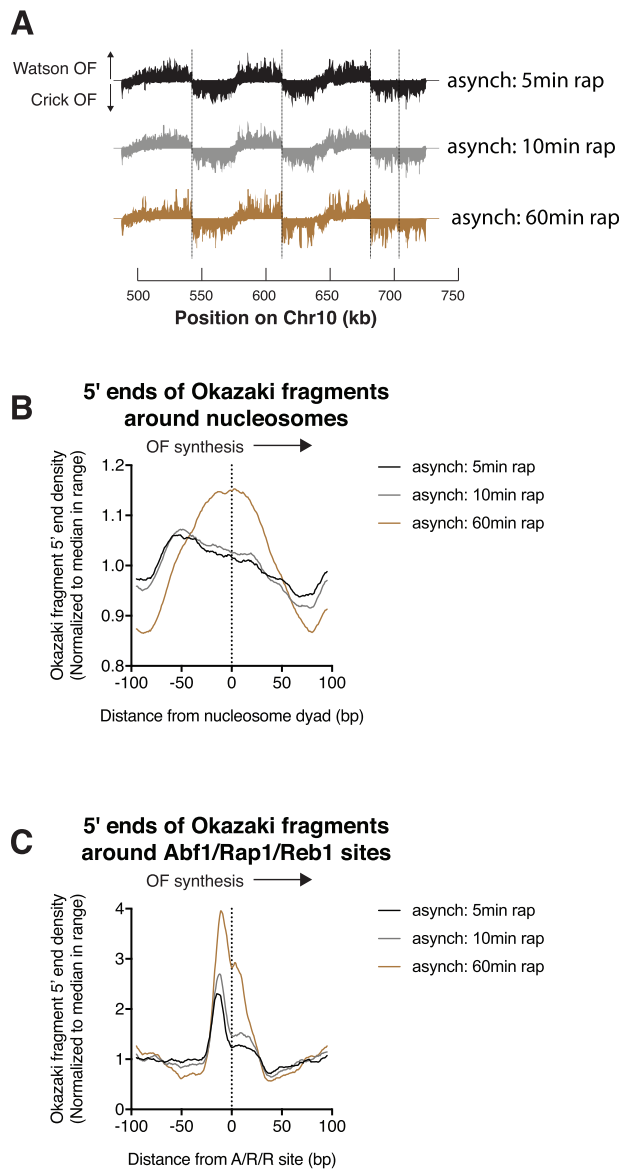 A
Watson OF
Crick OF
asynch: 5min rap
asynch: 10min rap
asynch: 60min rap
500 550 600 650 700 750
Position on Chr10 (kb)
B
5' ends of Okazaki fragments
around nucleosomes
OF synthesis
Okazaki fragment 5' end density
(Normalized to median in range)
1.2
1.1
1.0
0.9
0.8
-100 -50 0 50 100
Distance from nucleosome dyad (bp)
asynch: 5min rap
asynch: 10min rap
asynch: 60min rap
C
5' ends of Okazaki fragments
around Abf1/Rap1/Reb1 sites
OF synthesis
Okazaki fragment 5' end density
(Normalized to median in range)
4
3
2
1
0
-100 -50 0 50 100
Distance from A/R/R site (bp)
asynch: 5min rap
asynch: 10min rap
asynch: 60min rap